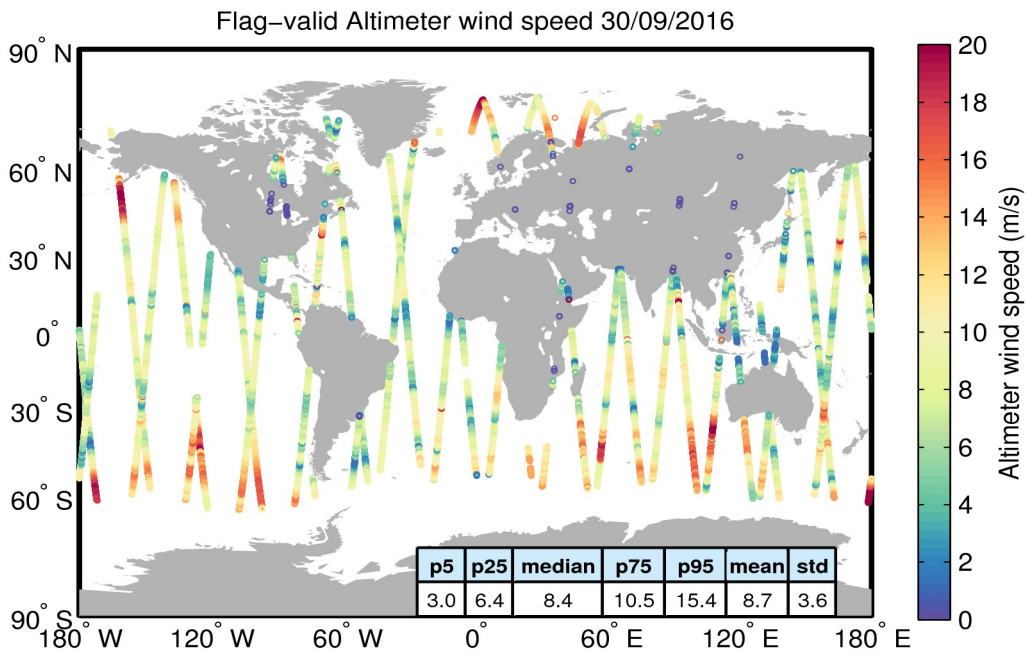 Flag−valid Altimeter wind speed 30/09/2016
90° N
60° N
30° N
0°
30° S
60° S
90° S
180° W
120° W
60° W
0°
60° E
120° E
180° E
p5 p25 median p75 p95 mean std
3.0 6.4 8.4 10.5 15.4 8.7 3.6
20
18
16
14
12
10
8
6
4
2
0
Altimeter wind speed (m/s)